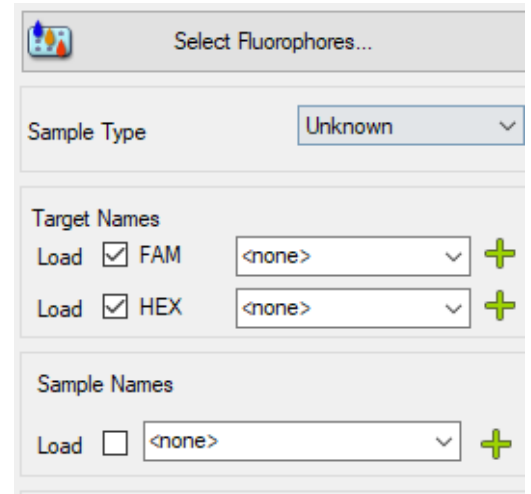 Select Fluorophores...
Sample Type Unknown
Target Names
Load FAM <none>
Load HEX <none>
Sample Names
Load <none>